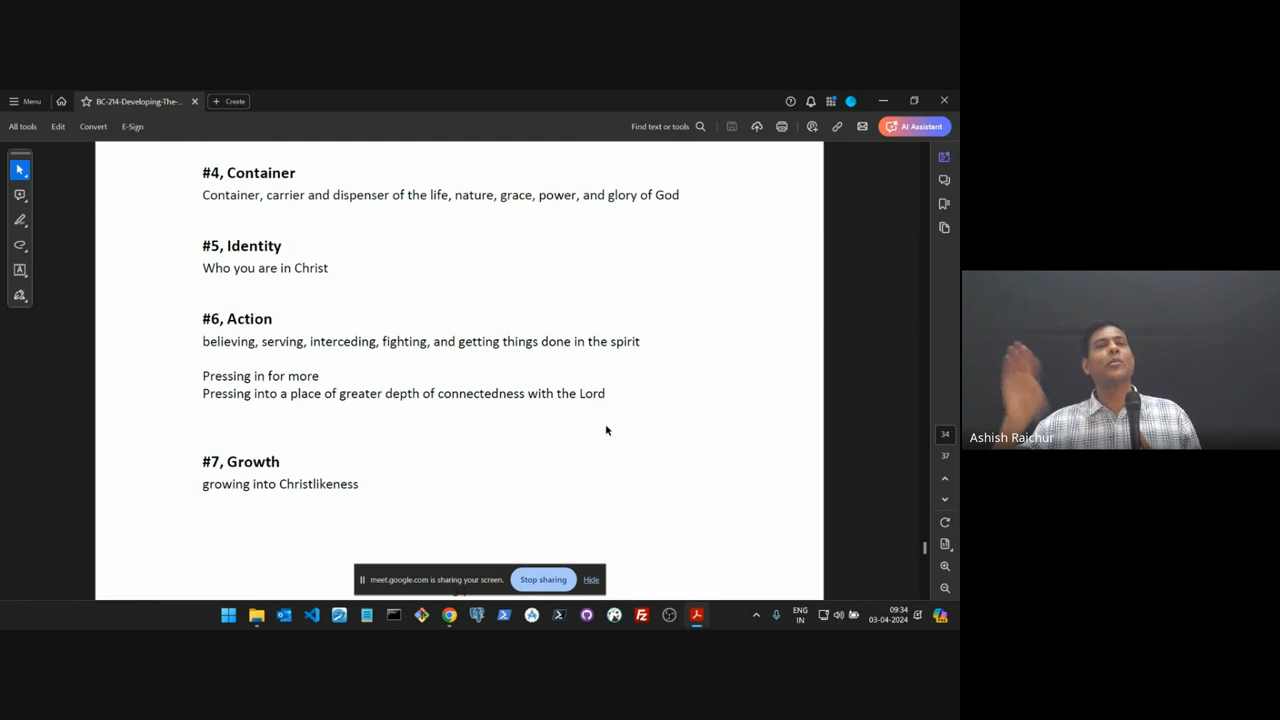 Menu
BC-214-Developing-The-...
Create
All tools
Edit
Convert
E-Sign
Find text or tools
AI Assistant
#4, Container
Container, carrier and dispenser of the life, nature, grace, power, and glory of God
#5, Identity
Who you are in Christ
#6, Action
believing, serving, interceding, fighting, and getting things done in the spirit
Pressing in for more
Pressing into a place of greater depth of connectedness with the Lord
#7, Growth
growing into Christlikeness
34
37
Ashish Raichur
meet.google.com is sharing your screen.
Stop sharing
Hide
ENG
IN
09:34
03-04-2024